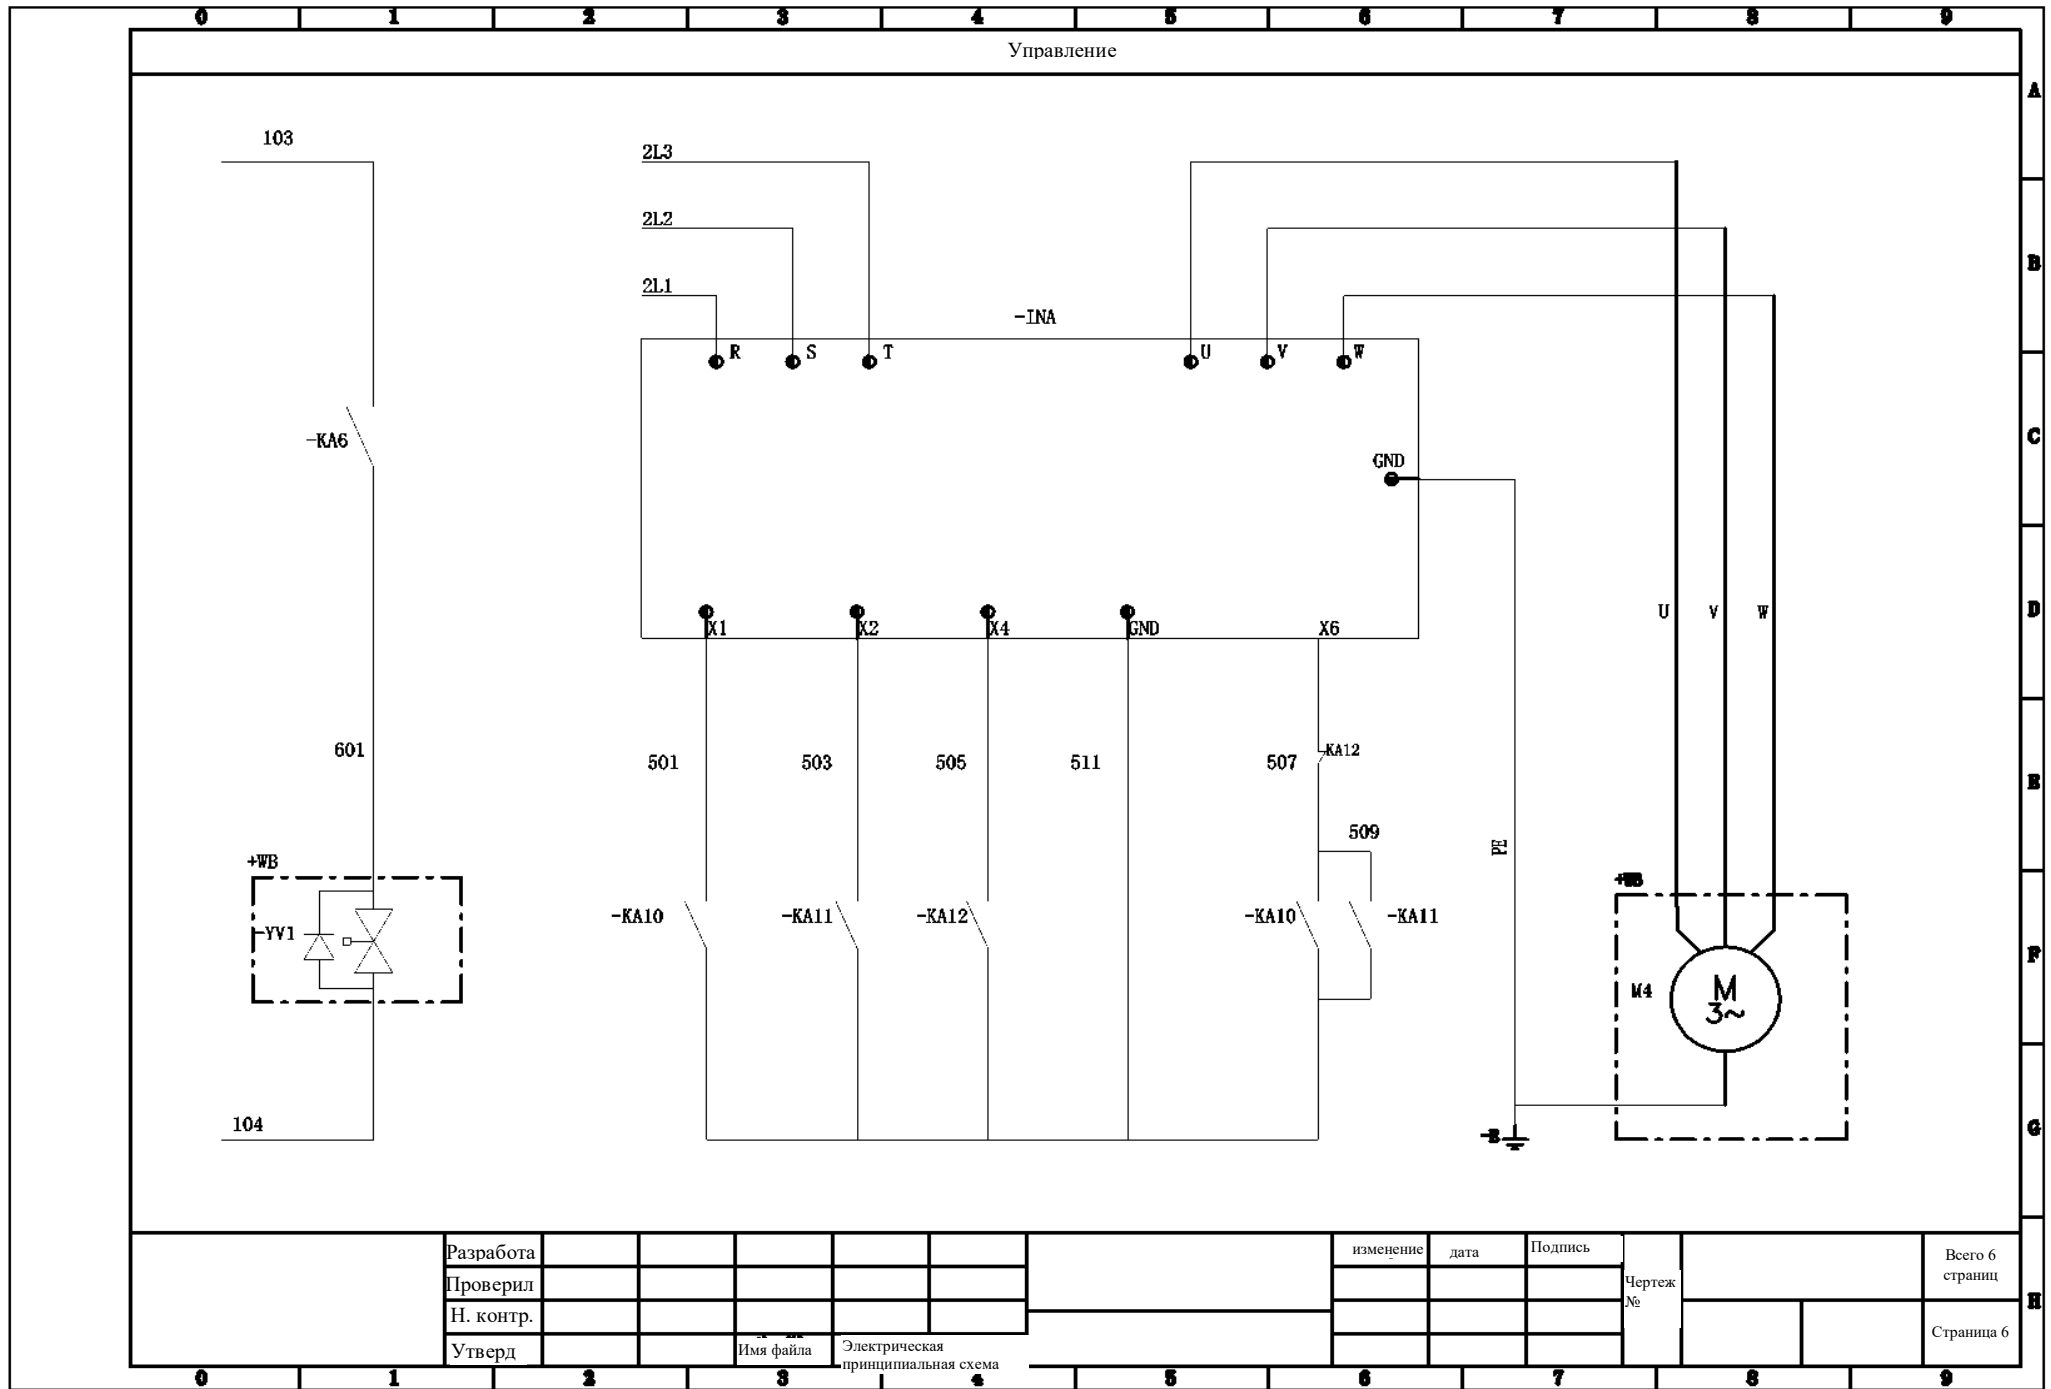 0 1 2 3 4 5 6 7 8 9
Управление
A
103
2L3
2L2
B
2L1
-INA
R S T U V W
-KA6
C
GND
U V W
D
X1 X2 X4 GND X6
601
501 503 505 511 507
-KA12
E
509
PE
+WB
-KA10 -KA11 -KA12 -KA10 -KA11
-YV1
F
M4
M
3~
104
-E
G
Разработа
изменение дата Подпись
Всего 6
страниц
Проверил
Чертеж
№
Н. контр.
H
Утверд
Имя файла
Электрическая
принципиальная схема
Страница 6
0 1 2 3 4 5 6 7 8 9